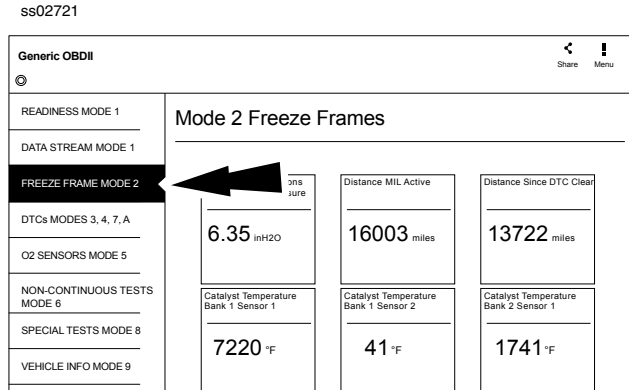 ss02721
Generic OBDII
Share
Menu
READINESS MODE 1
DATA STREAM MODE 1
FREEZE FRAME MODE 2
DTCs MODES 3, 4, 7, A
O2 SENSORS MODE 5
NON-CONTINUOUS TESTS
MODE 6
SPECIAL TESTS MODE 8
VEHICLE INFO MODE 9
Mode 2 Freeze Frames
6.35 inH2O
Distance MIL Active
16003 miles
Distance Since DTC Clear
13722 miles
Catalyst Temperature
Bank 1 Sensor 1
7220 °F
Catalyst Temperature
Bank 1 Sensor 2
41 °F
Catalyst Temperature
Bank 2 Sensor 1
1741 °F